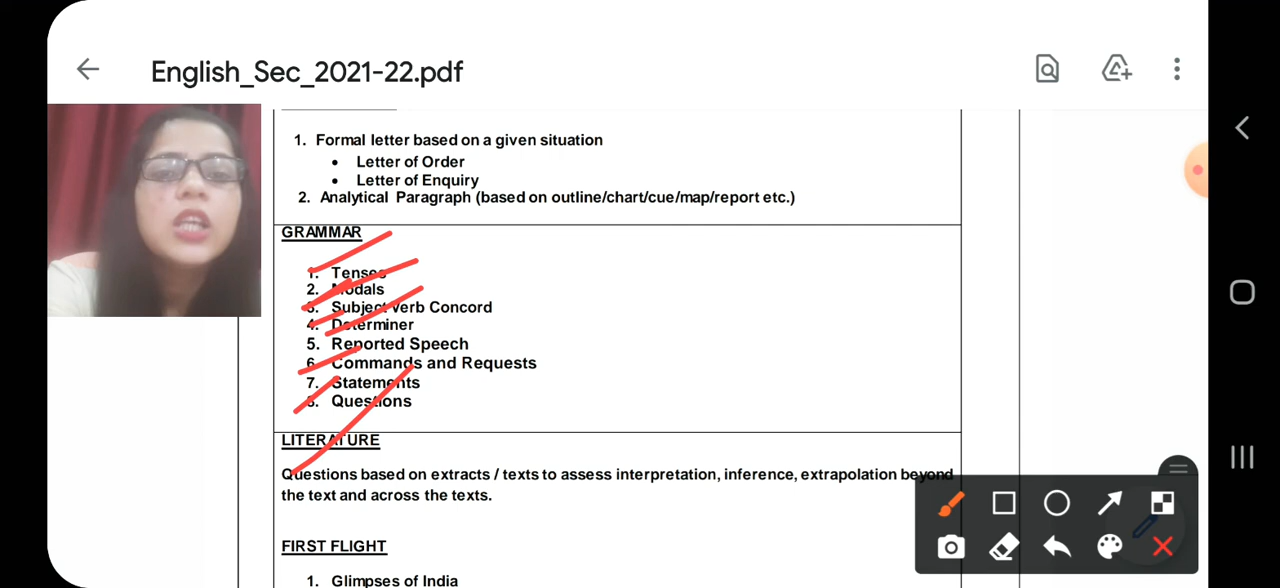 English_Sec_2021-22.pdf
1. Formal letter based on a given situation
• Letter of Order
• Letter of Enquiry
2. Analytical Paragraph (based on outline/chart/cue/map/report etc.)
GRAMMAR
1. Tenses
2. Modals
3. Subject verb Concord
4. Determiner
5. Reported Speech
6. Commands and Requests
7. Statements
8. Questions
LITERATURE
Questions based on extracts / texts to assess interpretation, inference, extrapolation beyond
the text and across the texts.
FIRST FLIGHT
1. Glimpses of India